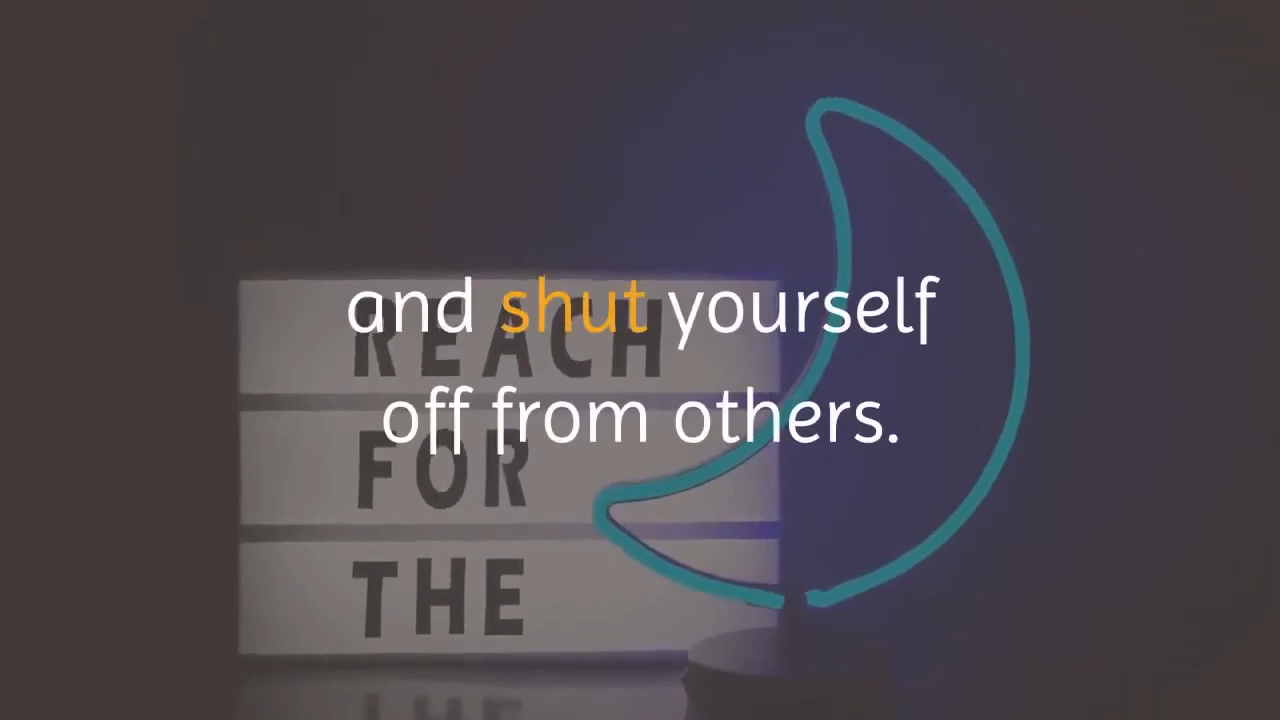 and shut yourself
off from others.
REACH
FOR
THE